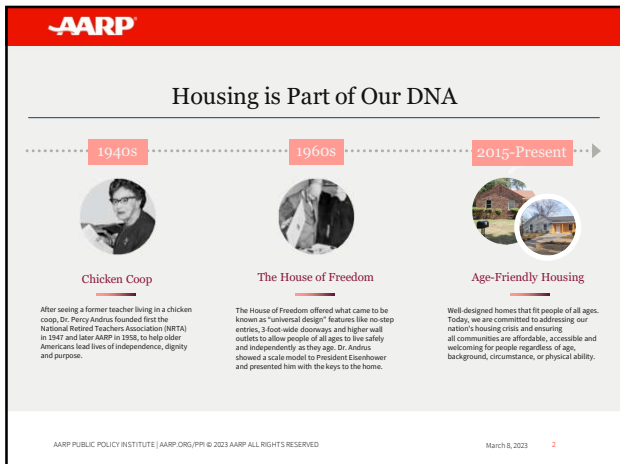 AARP
Housing is Part of Our DNA
1940s
1960s
2015-Present
Chicken Coop
After seeing a former teacher living in a chicken
coop, Dr. Percy Andrus founded first the
National Retired Teachers Association (NRTA)
in 1947 and later AARP in 1958, to help older
Americans lead lives of independence, dignity
and purpose.
The House of Freedom
The House of Freedom offered what came to be
known as "universal design" features like no-step
entries, 3-foot-wide doorways and higher wall
outlets to allow people of all ages to live safely
and independently as they age. Dr. Andrus
showed a scale model to President Eisenhower
and presented him with the keys to the home.
Age-Friendly Housing
Well-designed homes that fit people of all ages.
Today, we are committed to addressing our
nation's housing crisis and ensuring
all communities are affordable, accessible and
welcoming for people regardless of age,
background, circumstance, or physical ability.
AARP PUBLIC POLICY INSTITUTE | AARP.ORG/PPI © 2023 AARP ALL RIGHTS RESERVED
March 8, 2023
2